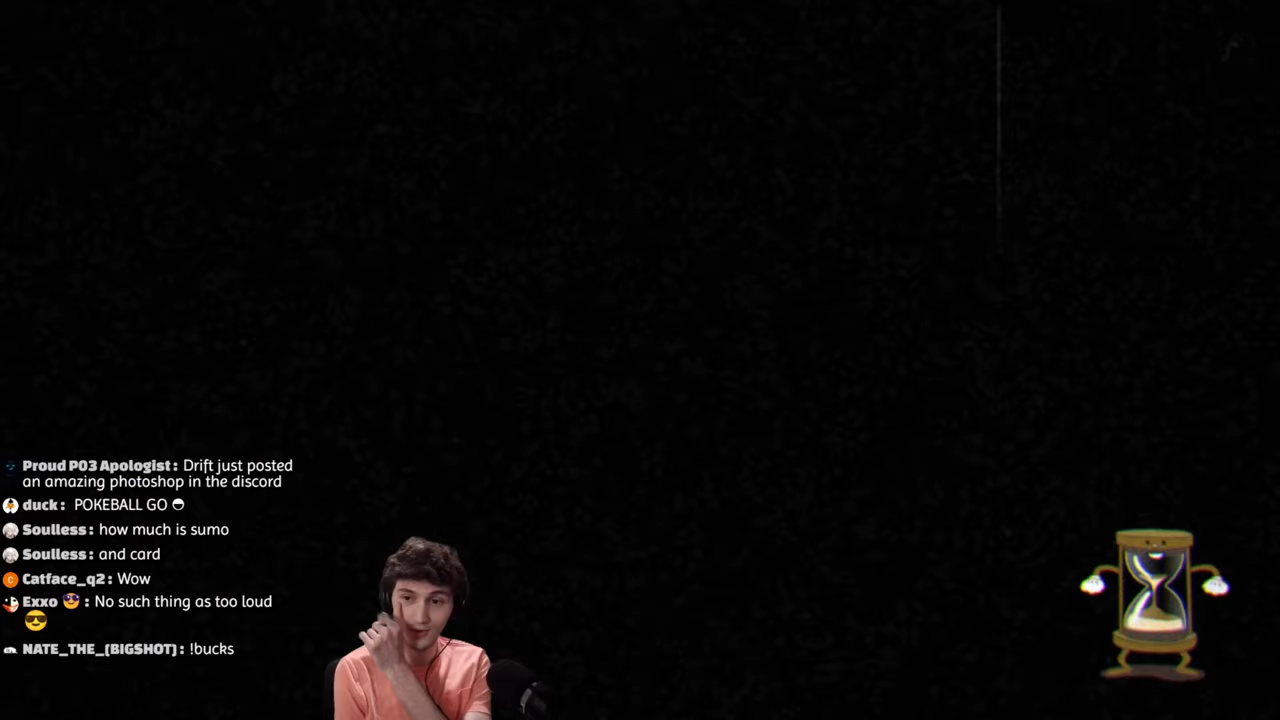 Proud P03 Apologist: Drift just posted
an amazing photoshop in the discord
duck: POKEBALL GO
Soulless: how much is sumo
Soulless: and card
Catface_q2: Wow
Exxo 😎: No such thing as too loud
😎
NATE_THE_[BIGSHOT]: !bucks